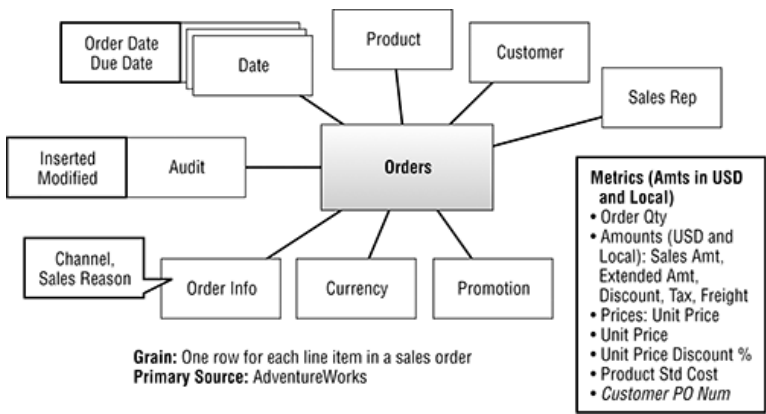 Order Date
Due Date
Date
Product
Customer
Sales Rep
Inserted
Modified
Audit
Orders
Channel,
Sales Reason
Order Info
Currency
Promotion
Metrics (Amts in USD
and Local)
• Order Qty
• Amounts (USD and
Local): Sales Amt,
Extended Amt,
Discount, Tax, Freight
• Prices: Unit Price
• Unit Price
• Unit Price Discount %
• Product Std Cost
• Customer PO Num
Grain: One row for each line item in a sales order
Primary Source: AdventureWorks